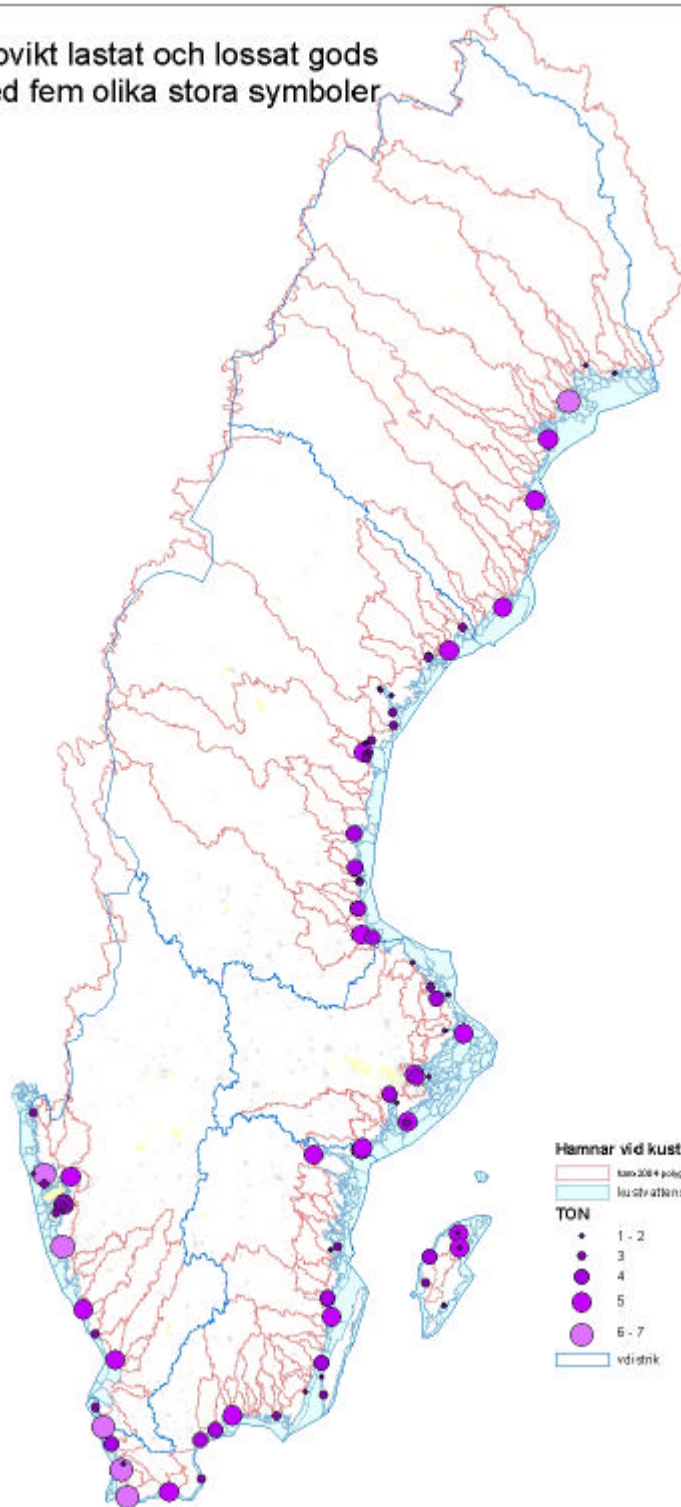 ovikt lastat och lossat gods
ed fem olika stora symboler
Hamnar vid kust
TON
1 - 2
3
4
5
6 - 7